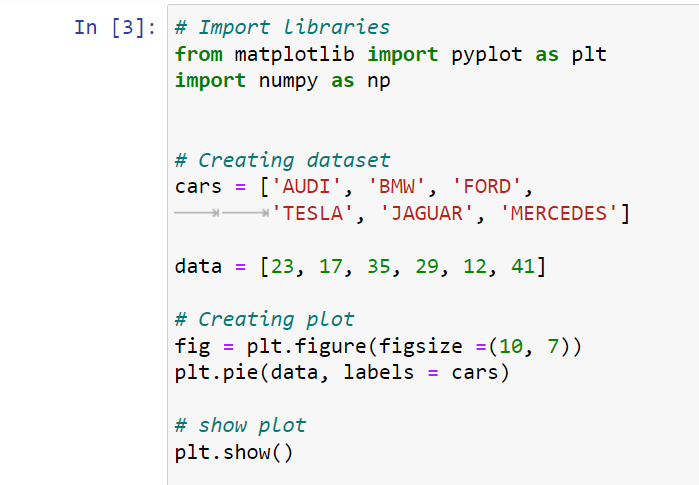 In [3]: # Import libraries
from matplotlib import pyplot as plt
import numpy as np
# Creating dataset
cars = ['AUDI', 'BMW', 'FORD',
'TESLA', 'JAGUAR', 'MERCEDES']
data = [23, 17, 35, 29, 12, 41]
# Creating plot
fig = plt.figure(figsize =(10, 7))
plt.pie(data, labels = cars)
# show plot
plt.show()